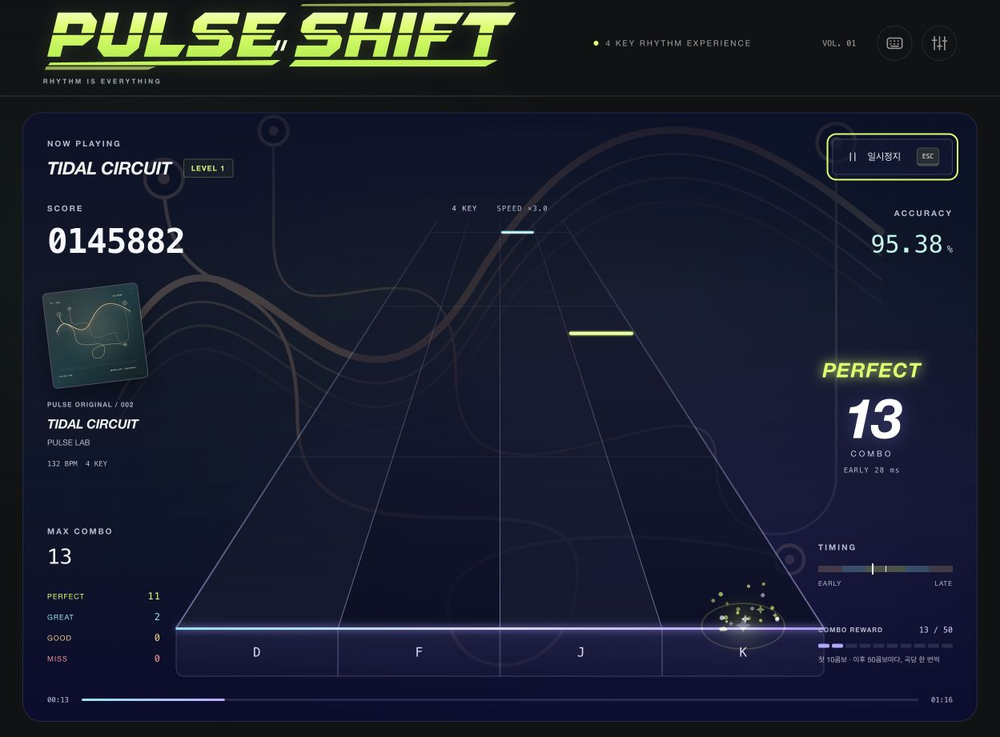 PULSE SHIFT
RHYTHM IS EVERYTHING
4 KEY RHYTHM EXPERIENCE
VOL. 01
NOW PLAYING
TIDAL CIRCUIT LEVEL 1
일시정지 ESC
SCORE
0145882
4 KEY SPEED ×3.0
ACCURACY
95.38 %
PERFECT
13
COMBO
EARLY 28 ms
PULSE ORIGINAL / 002
TIDAL CIRCUIT
PULSE LAB
132 BPM 4 KEY
MAX COMBO
13
PERFECT 11
GREAT 2
GOOD 0
MISS 0
TIMING
EARLY LATE
COMBO REWARD 13 / 50
첫 10콤보 · 이후 50콤보마다, 곡당 한 번씩
D F J K
00:13 01:16